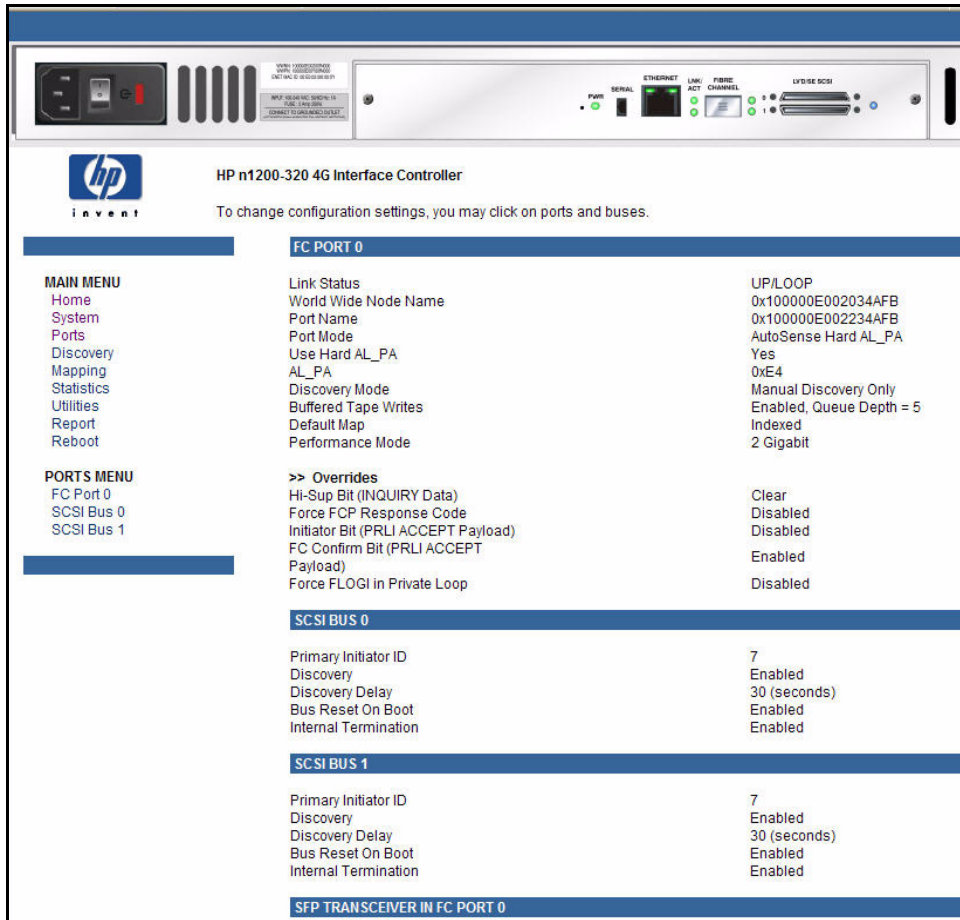 ETHERNET
LNK/
ACT
FIBRE
CHANNEL
LVD/SE SCSI
PWR
SERIAL
0
1
hp
invent
HP n1200-320 4G Interface Controller
To change configuration settings, you may click on ports and buses.
MAIN MENU
Home
System
Ports
Discovery
Mapping
Statistics
Utilities
Report
Reboot
PORTS MENU
FC Port 0
SCSI Bus 0
SCSI Bus 1
FC PORT 0
Link Status UP/LOOP
World Wide Node Name 0x100000E002034AFB
Port Name 0x100000E002234AFB
Port Mode AutoSense Hard AL_PA
Use Hard AL_PA Yes
AL_PA 0xE4
Discovery Mode Manual Discovery Only
Buffered Tape Writes Enabled, Queue Depth = 5
Default Map Indexed
Performance Mode 2 Gigabit
>> Overrides
Hi-Sup Bit (INQUIRY Data) Clear
Force FCP Response Code Disabled
Initiator Bit (PRLI ACCEPT Payload) Disabled
FC Confirm Bit (PRLI ACCEPT
Payload) Enabled
Force FLOGI in Private Loop Disabled
SCSI BUS 0
Primary Initiator ID 7
Discovery Enabled
Discovery Delay 30 (seconds)
Bus Reset On Boot Enabled
Internal Termination Enabled
SCSI BUS 1
Primary Initiator ID 7
Discovery Enabled
Discovery Delay 30 (seconds)
Bus Reset On Boot Enabled
Internal Termination Enabled
SFP TRANSCEIVER IN FC PORT 0